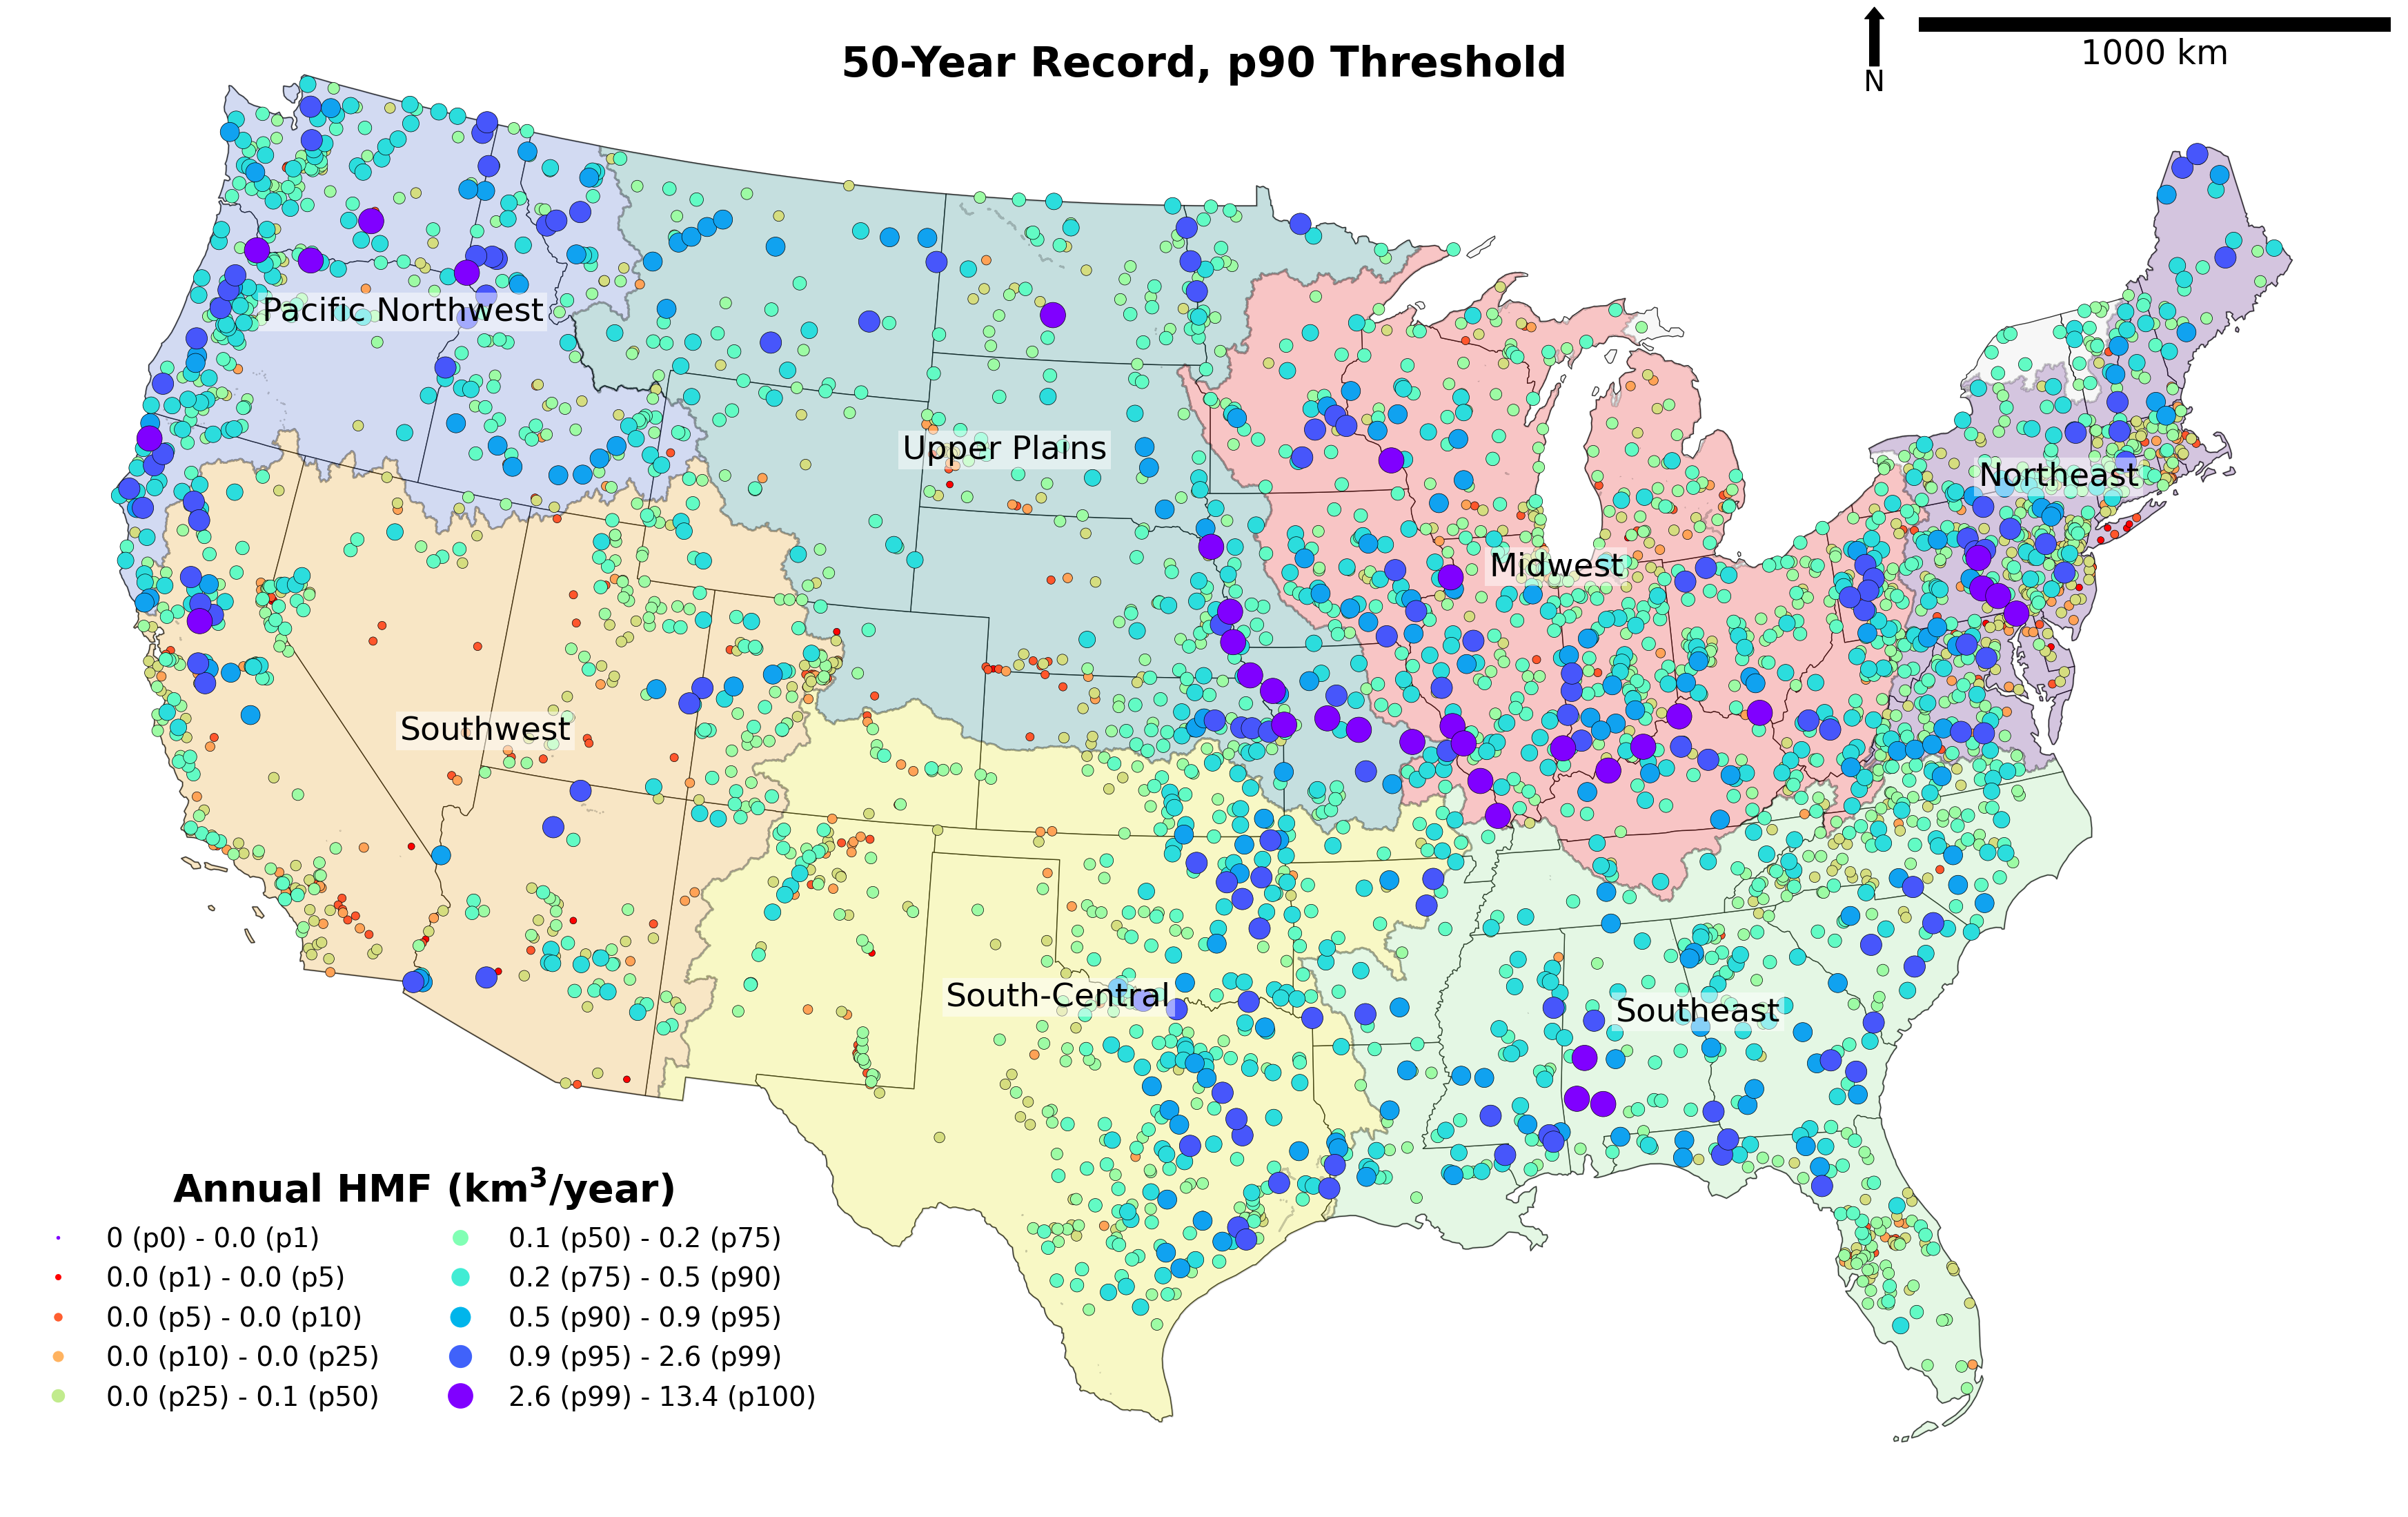 50-Year Record, p90 Threshold
N
1000 km
Pacific Northwest
Upper Plains
Northeast
Midwest
Southwest
South-Central
Southeast
Annual HMF (km³/year)
0 (p0) - 0.0 (p1)
0.0 (p1) - 0.0 (p5)
0.0 (p5) - 0.0 (p10)
0.0 (p10) - 0.0 (p25)
0.0 (p25) - 0.1 (p50)
0.1 (p50) - 0.2 (p75)
0.2 (p75) - 0.5 (p90)
0.5 (p90) - 0.9 (p95)
0.9 (p95) - 2.6 (p99)
2.6 (p99) - 13.4 (p100)